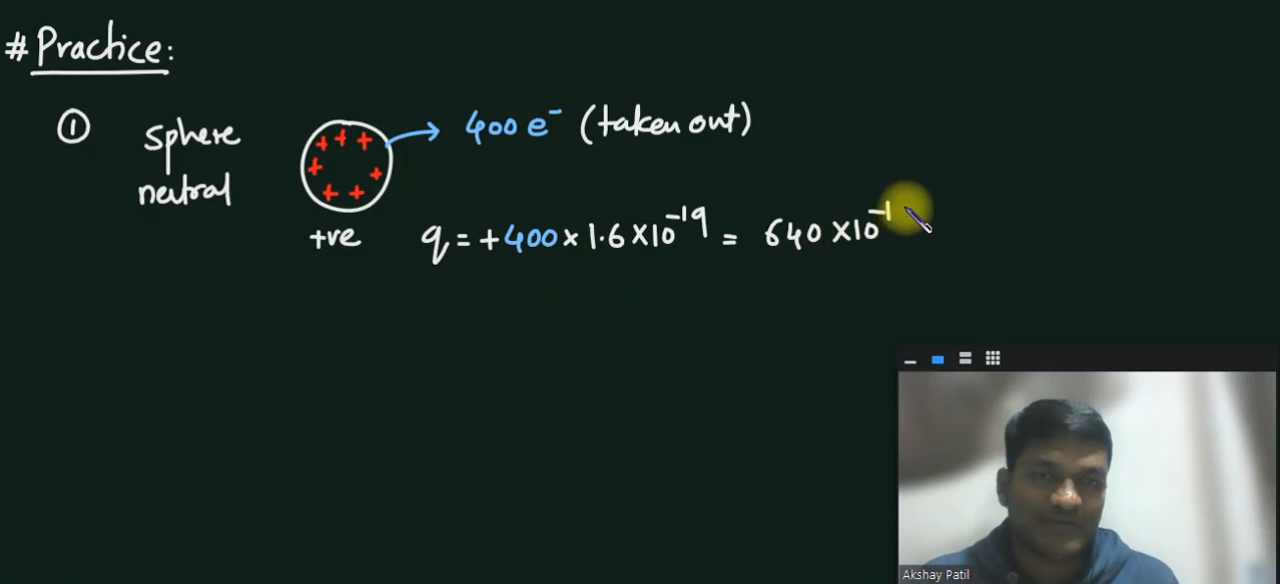 # Practice:
① sphere neutral
400 e⁻ (taken out)
+ + + + + + +
+ve
q = +400 × 1.6 × 10⁻¹⁹ = 640 × 10⁻¹
Akshay Patil